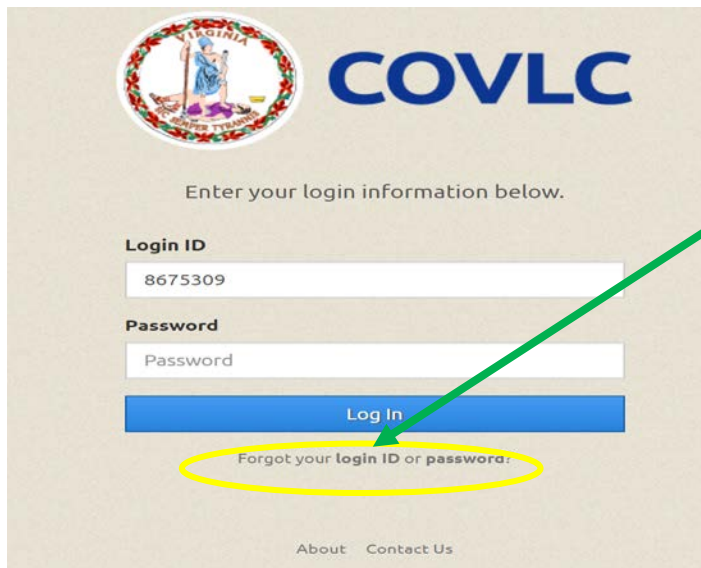 VIRGINIA
SIC SEMPER TYRANNIS
COVLC
Enter your login information below.
Login ID
8675309
Password
Password
Log In
Forgot your login ID or password?
About Contact Us